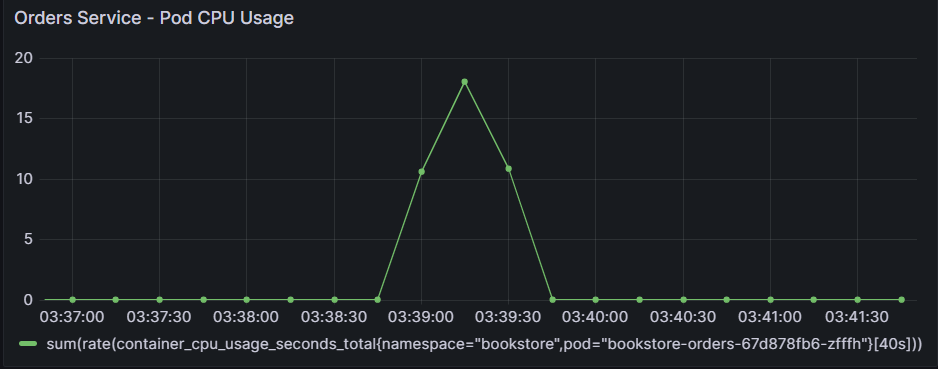 Orders Service - Pod CPU Usage
20
15
10
5
0
03:37:00 03:37:30 03:38:00 03:38:30 03:39:00 03:39:30 03:40:00 03:40:30 03:41:00 03:41:30
sum(rate(container_cpu_usage_seconds_total{namespace="bookstore",pod="bookstore-orders-67d878fb6-zfffh"}[40s]))